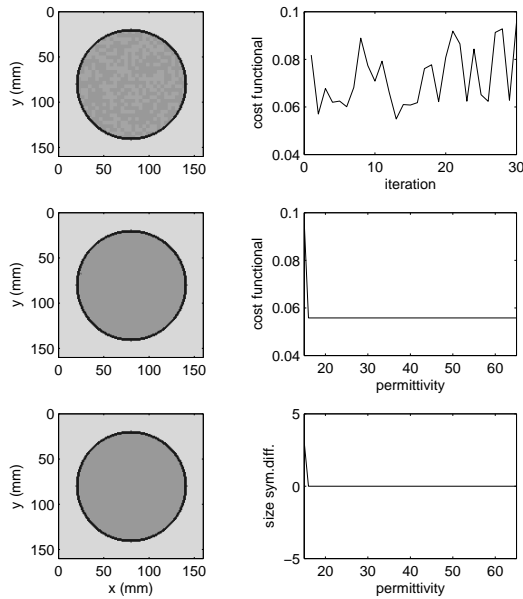 0
50
100
150
y (mm)
0 50 100 150
0.1
0.08
0.06
0.04
cost functional
0 10 20 30
iteration
0
50
100
150
y (mm)
0 50 100 150
0.1
0.08
0.06
0.04
cost functional
20 30 40 50 60
permittivity
0
50
100
150
y (mm)
0 50 100 150
x (mm)
5
0
−5
size sym.diff.
20 30 40 50 60
permittivity